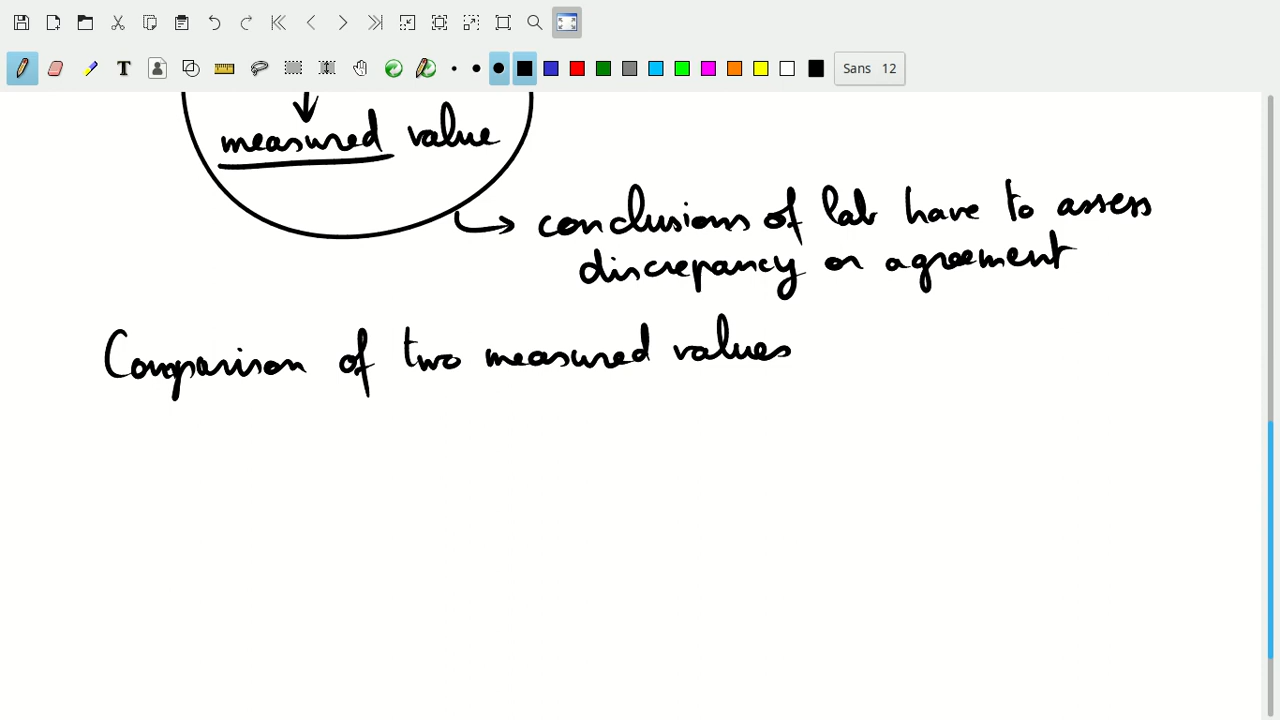 T
Sans 12
measured value
conclusions of lab have to assess
discrepancy or agreement
Comparison of two measured values